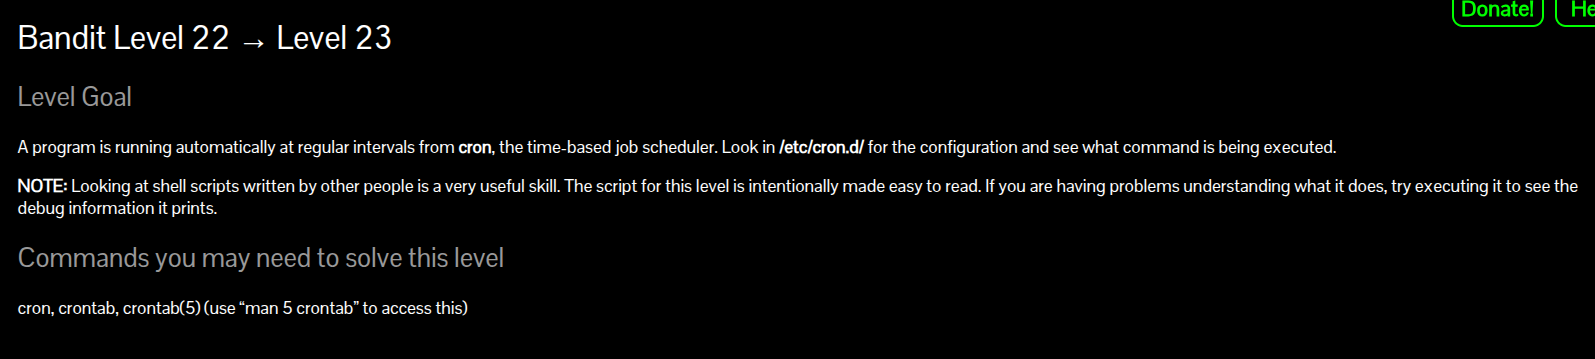 Donate!
He
Bandit Level 22 → Level 23
Level Goal
A program is running automatically at regular intervals from cron, the time-based job scheduler. Look in /etc/cron.d/ for the configuration and see what command is being executed.
NOTE: Looking at shell scripts written by other people is a very useful skill. The script for this level is intentionally made easy to read. If you are having problems understanding what it does, try executing it to see the
debug information it prints.
Commands you may need to solve this level
cron, crontab, crontab(5) (use “man 5 crontab” to access this)